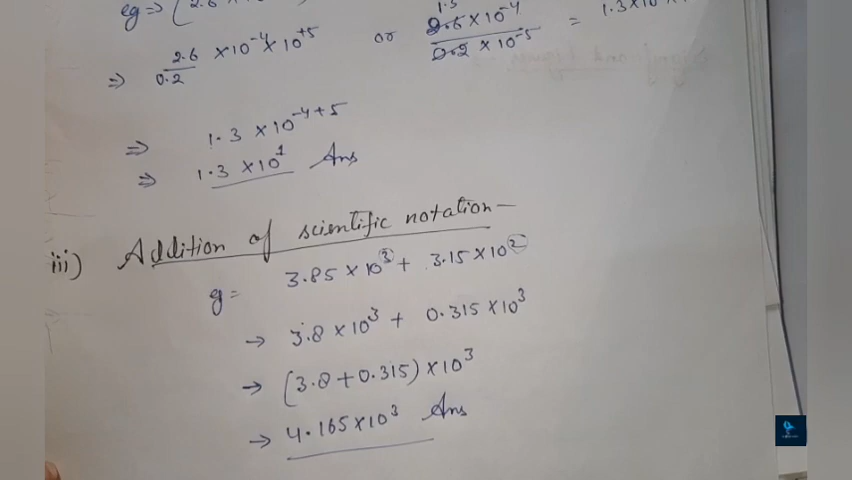 eg ⇒ (2.6
1.3
2.6 × 10⁻⁴ × 10⁺⁵ or 2.6 × 10⁻⁴ = 1.3 × 10
⇒ 0.2 0.2 × 10⁻⁵
⇒ 1.3 × 10⁻⁴⁺⁵
⇒ 1.3 × 10¹ Ans
iii) Addition of scientific notation—
g = 3.85 × 10³ + 3.15 × 10²
→ 3.8 × 10³ + 0.315 × 10³
→ (3.8 + 0.315) × 10³
→ 4.165 × 10³ Ans